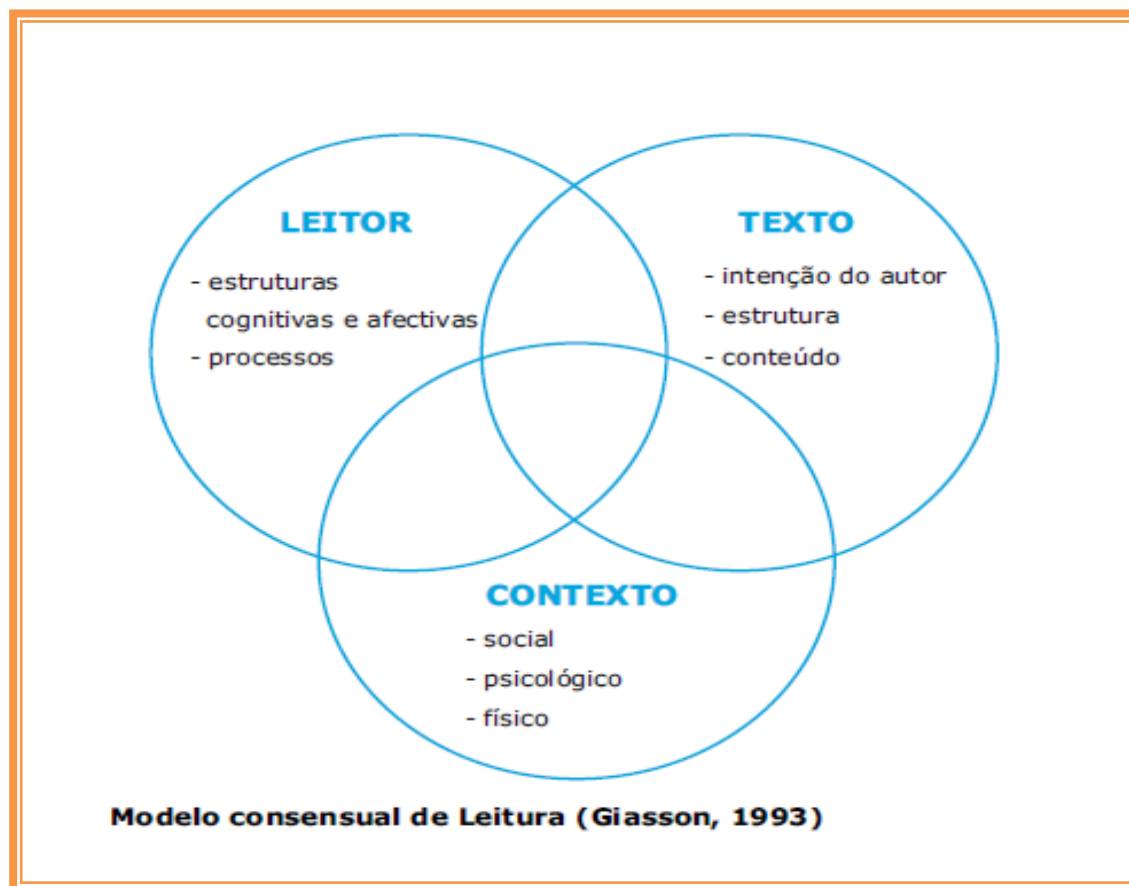 LEITOR
- estruturas
cognitivas e afectivas
- processos
TEXTO
- intenção do autor
- estrutura
- conteúdo
CONTEXTO
- social
- psicológico
- físico
Modelo consensual de Leitura (Giasson, 1993)